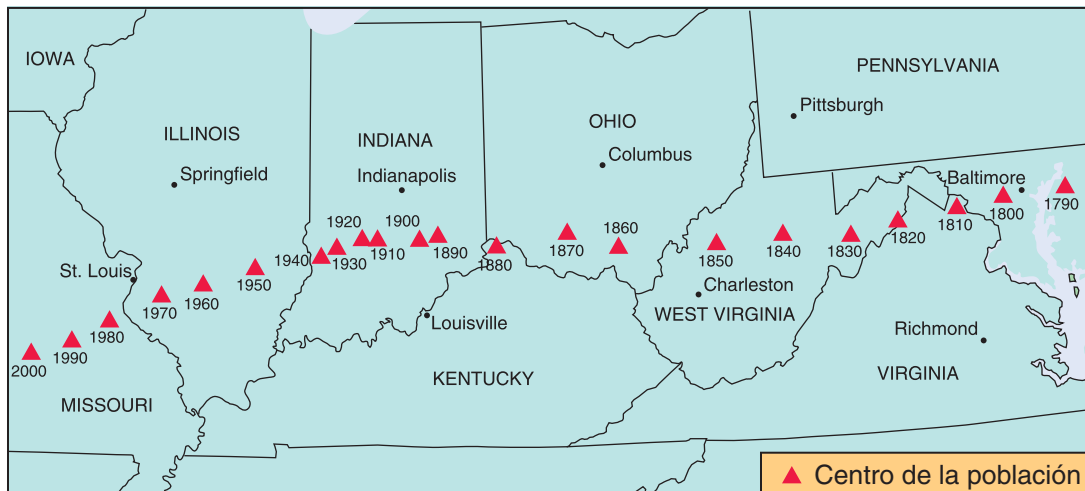 IOWA
PENNSYLVANIA
Pittsburgh
ILLINOIS
INDIANA
OHIO
Columbus
Springfield
Indianapolis
Baltimore
1790
1800
1810
1820
1830
1840
1850
1860
1870
1880
1890
1900
1910
1920
1930
1940
1950
St. Louis
1960
1970
1980
1990
2000
Charleston
WEST VIRGINIA
Louisville
Richmond
KENTUCKY
VIRGINIA
MISSOURI
Centro de la población